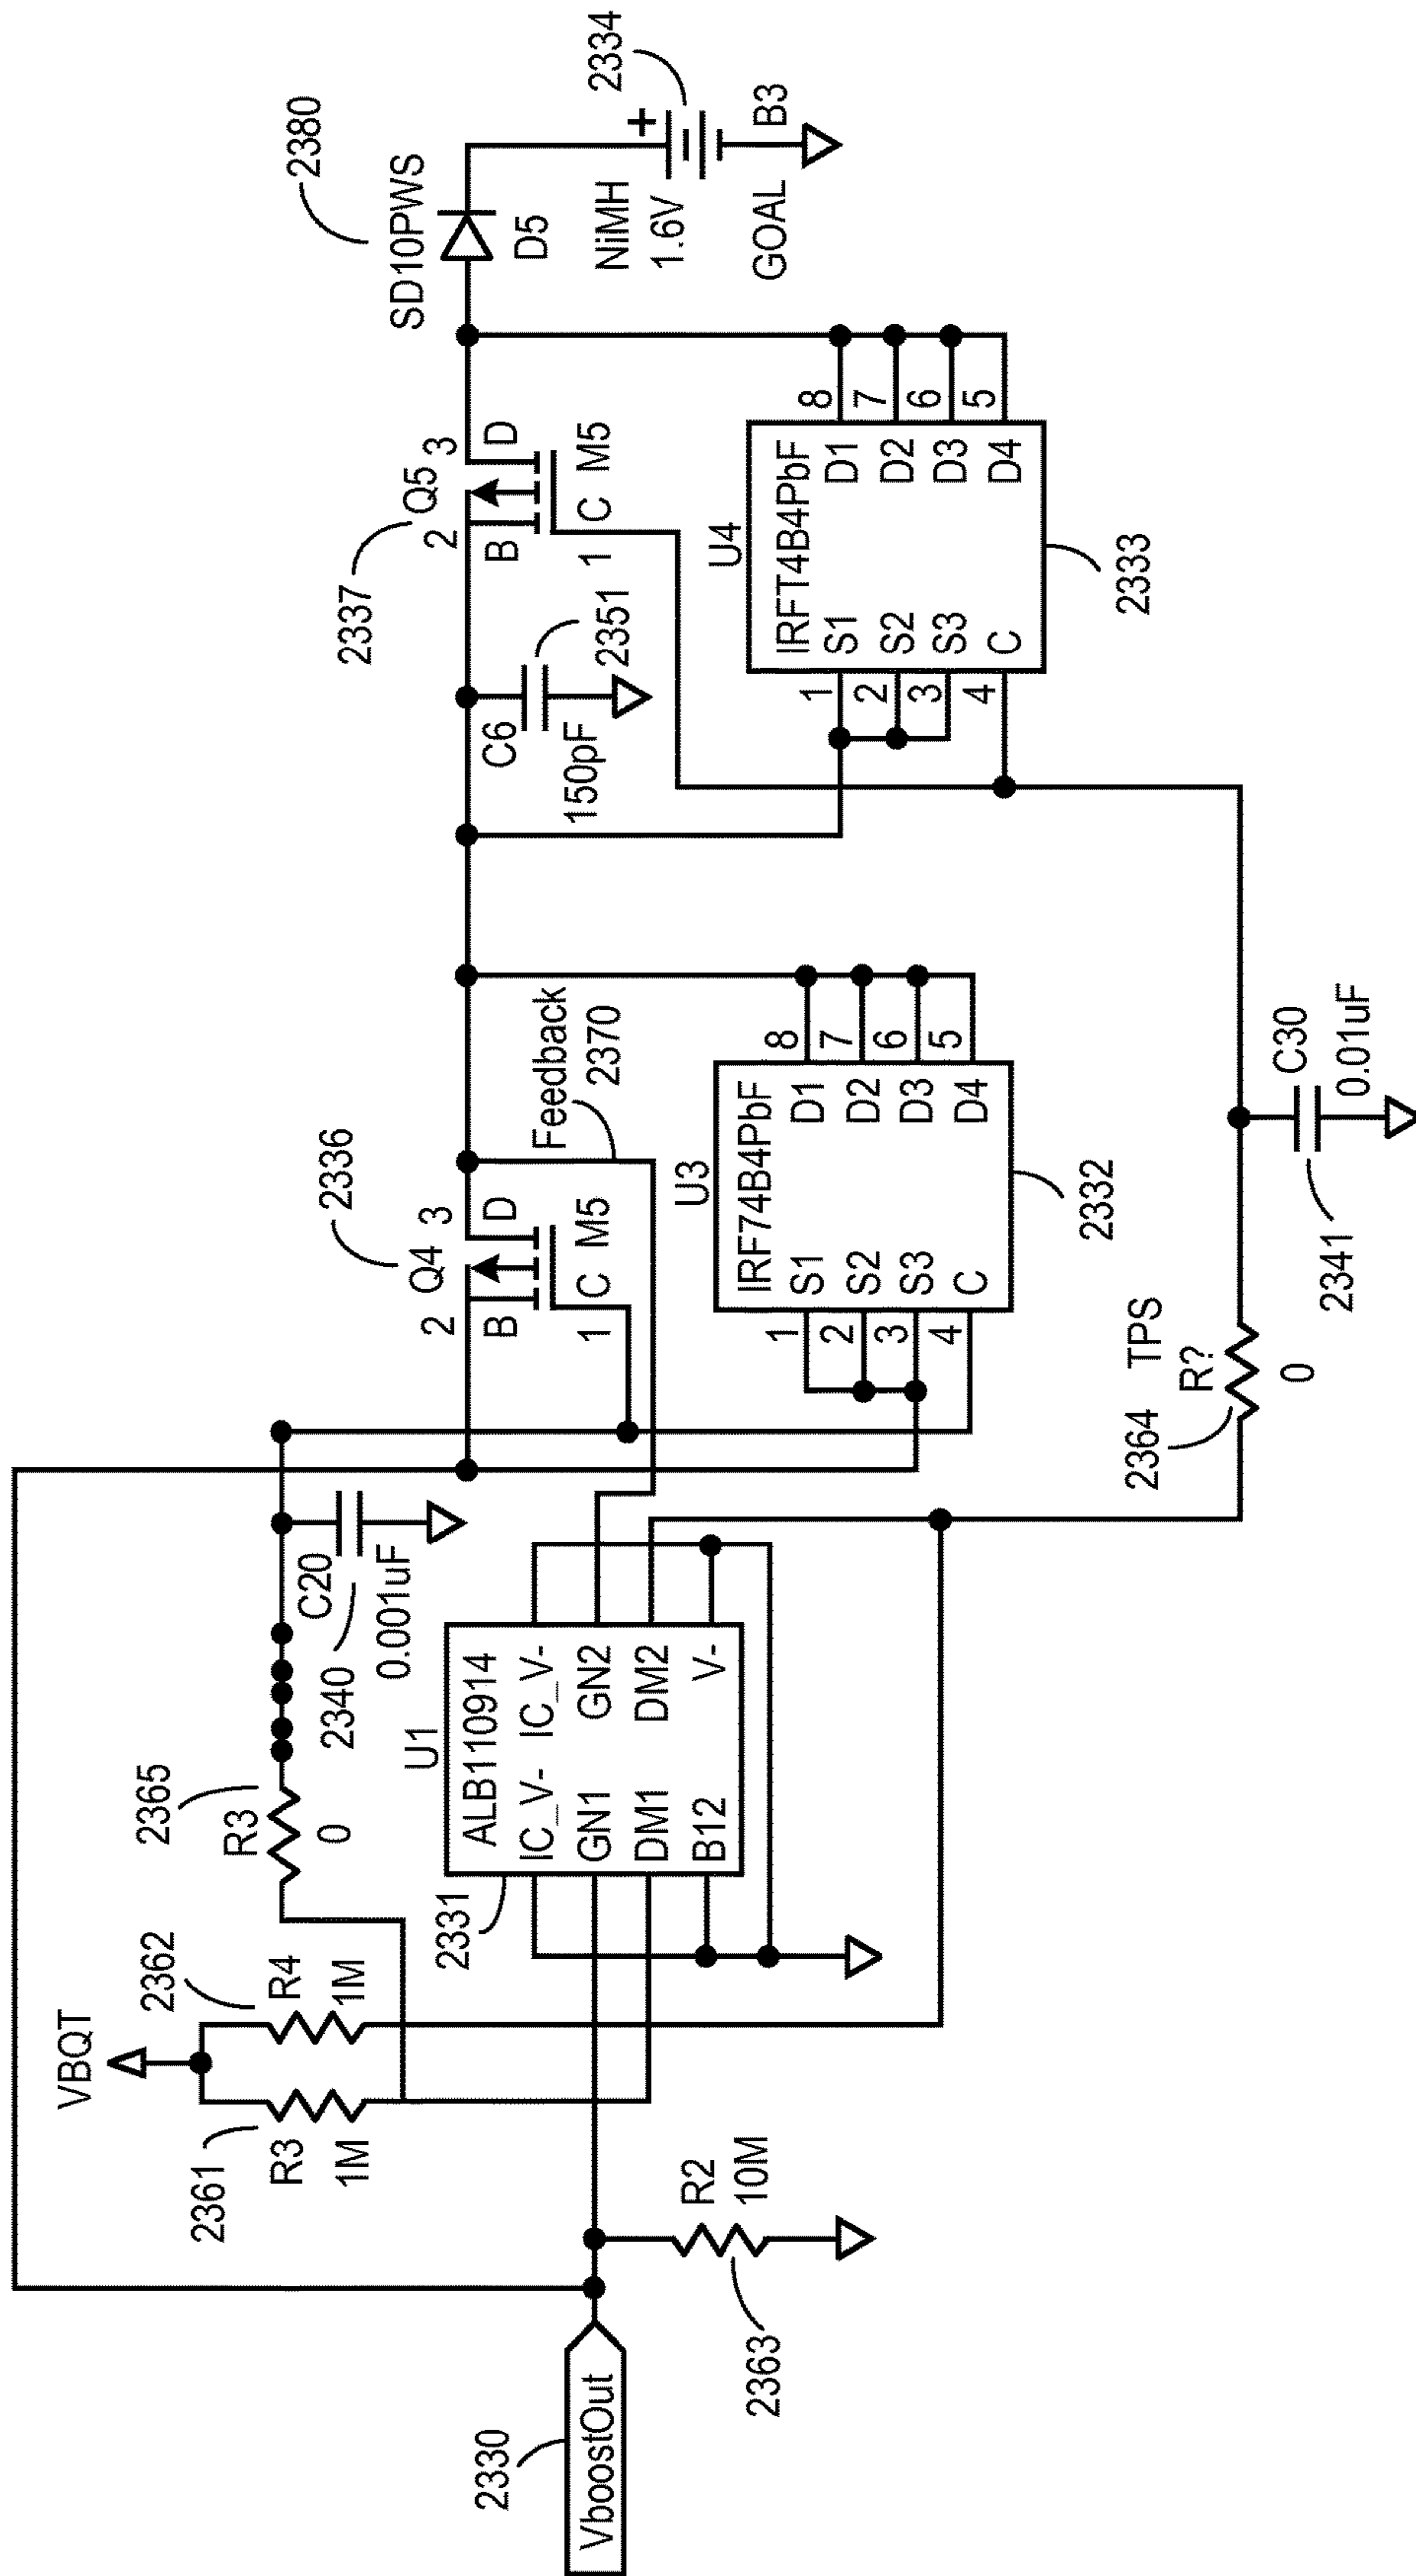 2330
VboostOut
2363
R2
10M
2361
R3
1M
VBQT
2362
R4
1M
2365
R3
0
2331
U1
ALB110914
IC_V- IC_V-
GN1 GN2
DM1 DM2
B12 V-
C20
2340
0.001uF
2336
Q4
2
3
B
D
1
C
M5
Feedback
2370
U3
IRF74B4PbF
1 S1 D1 8
2 S2 D2 7
3 S3 D3 6
4 C D4 5
2332
TPS
2364
R?
0
2341
C30
0.01uF
C6
150pF
2351
2337
Q5
2
3
B
D
1
C
M5
U4
IRFT4B4PbF
1 S1 D1 8
2 S2 D2 7
3 S3 D3 6
4 C D4 5
2333
2380
SD10PWS
D5
2334
+
NiMH
1.6V
GOAL
B3